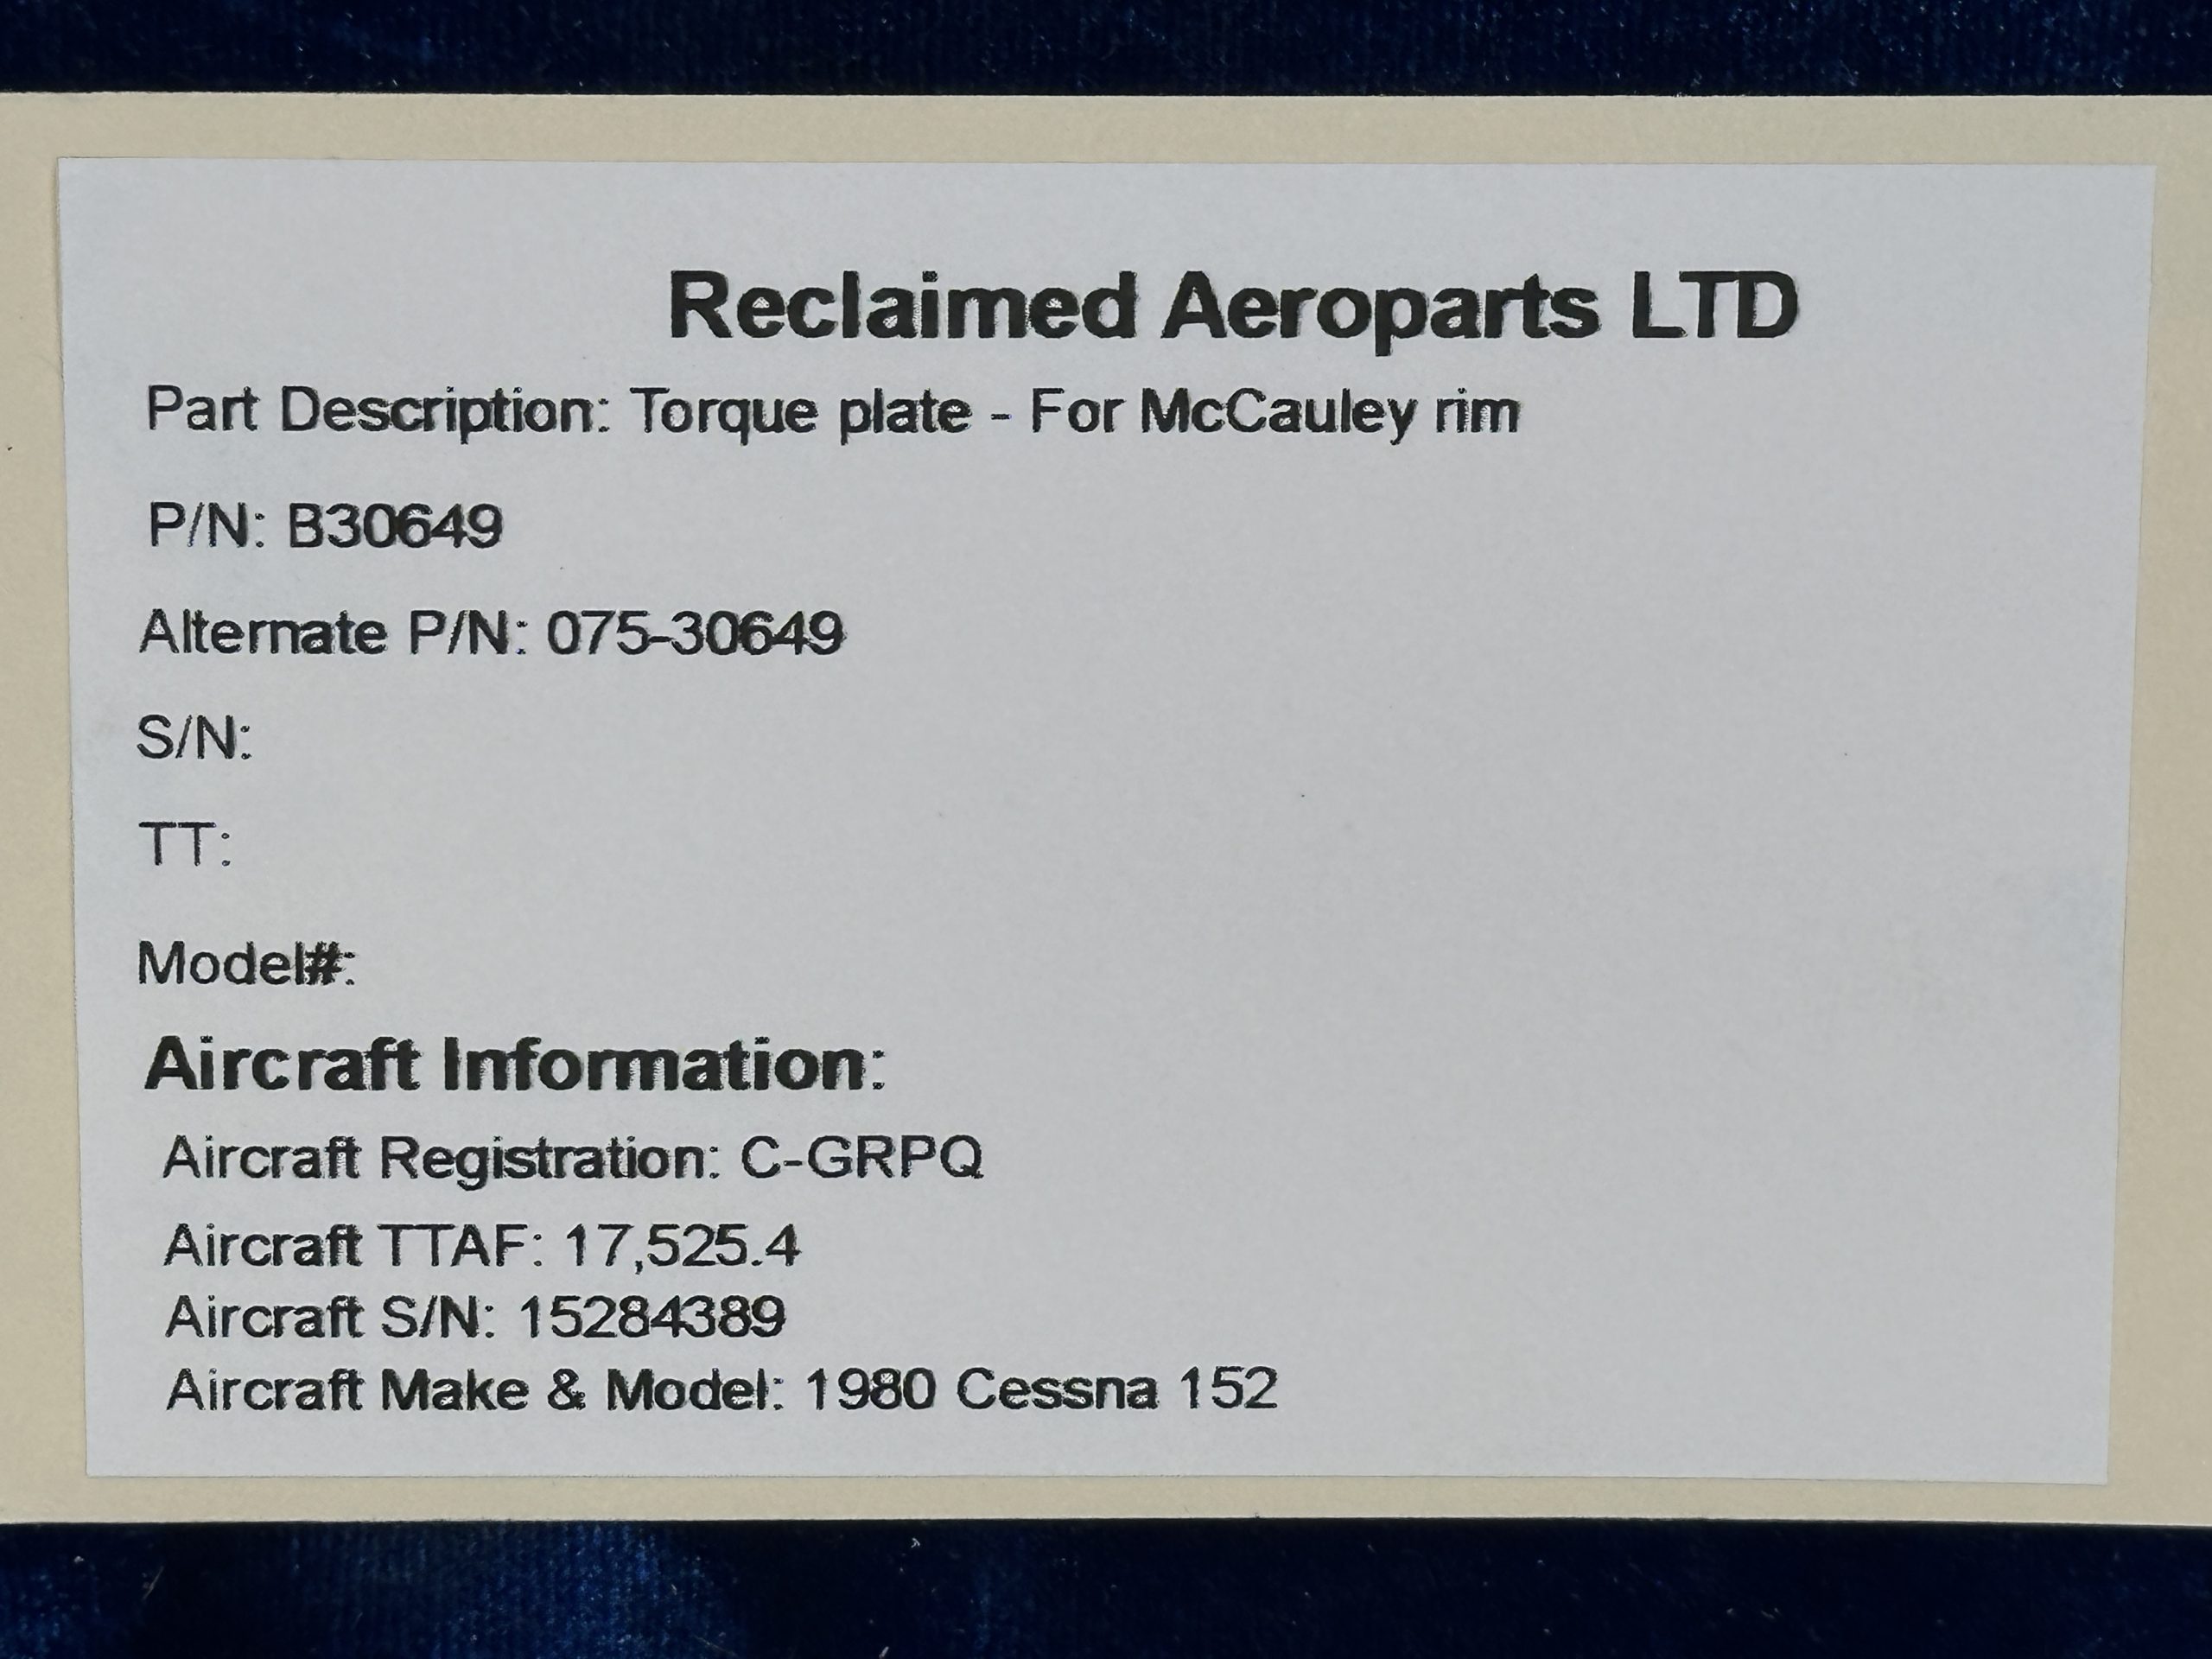 Reclaimed Aeroparts LTD
Part Description: Torque plate - For McCauley rim
P/N: B30649
Alternate P/N: 075-30649
S/N:
TT:
Model#:
Aircraft Information:
Aircraft Registration: C-GRPQ
Aircraft TTAF: 17,525.4
Aircraft S/N: 15284389
Aircraft Make & Model: 1980 Cessna 152